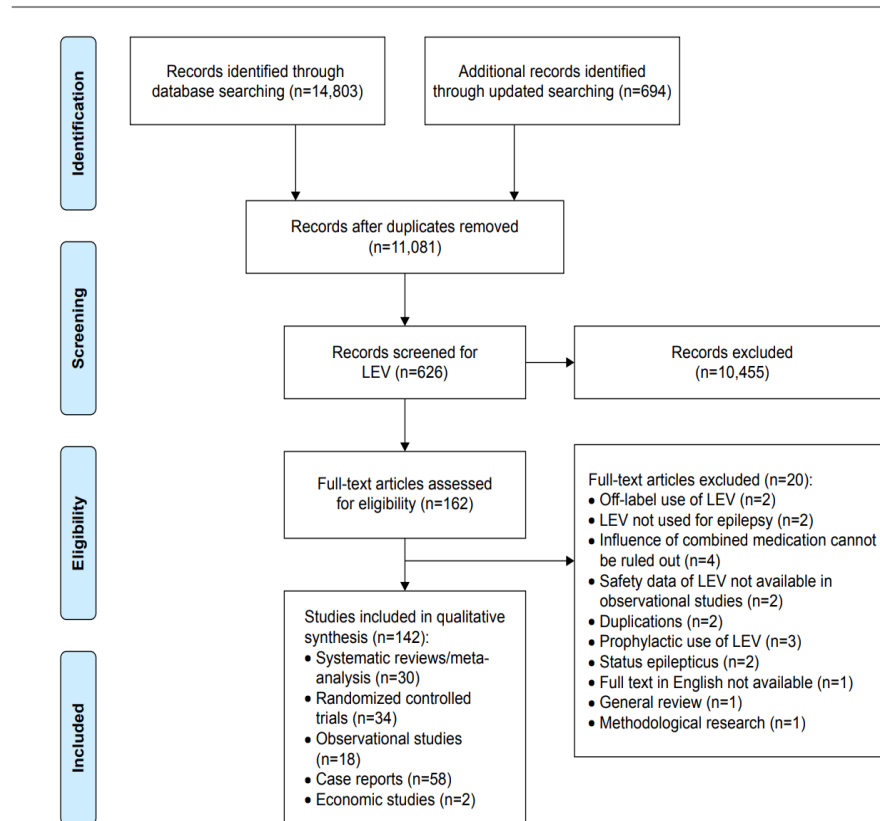 Identification
Records identified through
database searching (n=14,803)
Additional records identified
through updated searching (n=694)
Records after duplicates removed
(n=11,081)
Screening
Records screened for
LEV (n=626)
Records excluded
(n=10,455)
Eligibility
Full-text articles assessed
for eligibility (n=162)
Full-text articles excluded (n=20):
• Off-label use of LEV (n=2)
• LEV not used for epilepsy (n=2)
• Influence of combined medication cannot
be ruled out (n=4)
• Safety data of LEV not available in
observational studies (n=2)
• Duplications (n=2)
• Prophylactic use of LEV (n=3)
• Status epilepticus (n=2)
• Full text in English not available (n=1)
• General review (n=1)
• Methodological research (n=1)
Included
Studies included in qualitative
synthesis (n=142):
• Systematic reviews/meta-
analysis (n=30)
• Randomized controlled
trials (n=34)
• Observational studies
(n=18)
• Case reports (n=58)
• Economic studies (n=2)